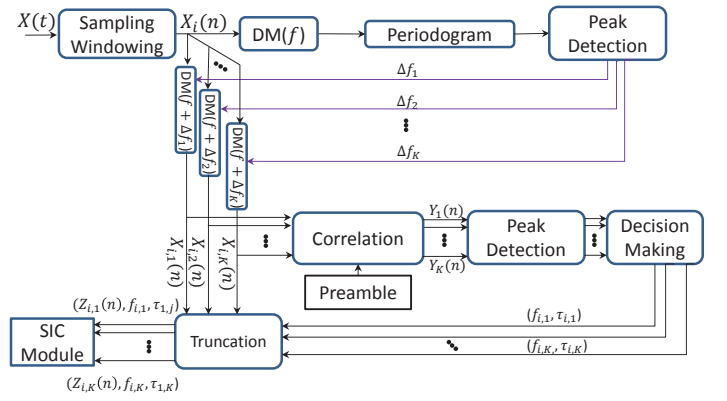 X(t)
Sampling
Windowing
X_i(n)
DM(f)
Periodogram
Peak
Detection
Δf_1
Δf_2
Δf_K
DM(f + Δf_1)
DM(f + Δf_2)
DM(f + Δf_K)
X_{i,1}(n)
X_{i,2}(n)
X_{i,K}(n)
Correlation
Preamble
Y_1(n)
Y_K(n)
Peak
Detection
Decision
Making
(Z_{i,1}(n), f_{i,1}, τ_{1,j})
SIC
Module
(Z_{i,K}(n), f_{i,K}, τ_{1,K})
Truncation
(f_{i,1}, τ_{i,1})
(f_{i,K,}, τ_{i,K})